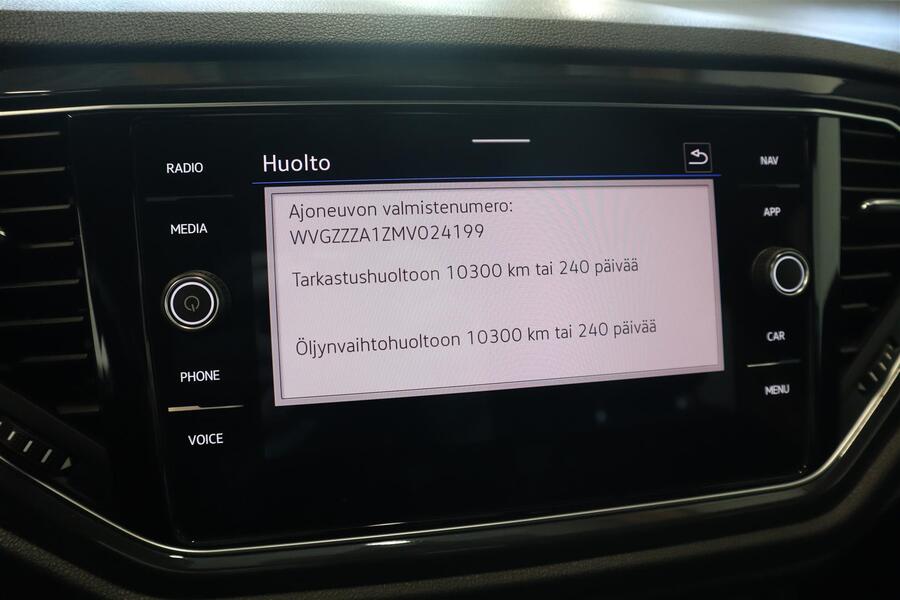 Huolto
Ajoneuvon valmistenumero:
WVGZZZA1ZMV024199
Tarkastushuoltoon 10300 km tai 240 päivää
Öljynvaihtohuoltoon 10300 km tai 240 päivää
RADIO
MEDIA
PHONE
VOICE
NAV
APP
CAR
MENU